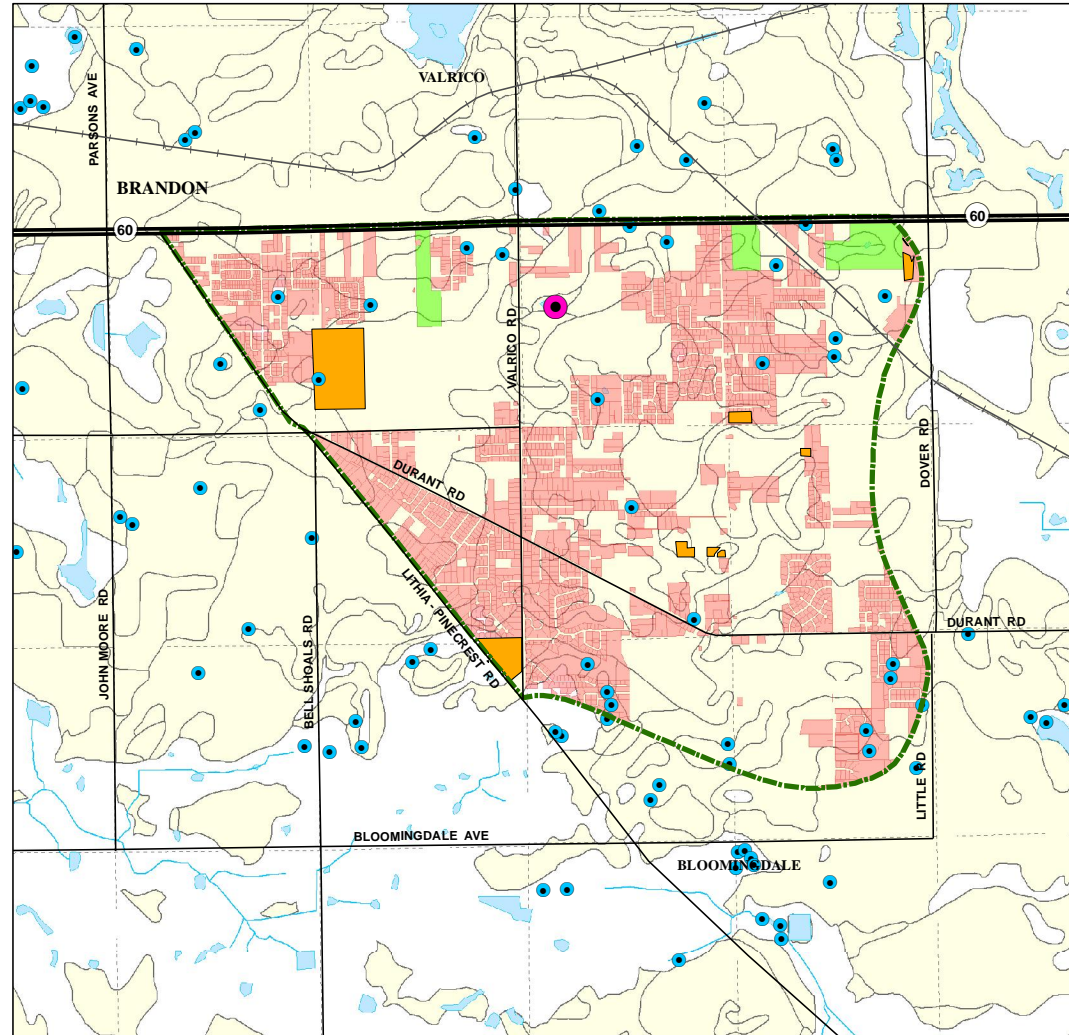 VALRICO
PARSONS AVE
BRANDON
60
60
VALRICO RD
DURANT RD
DOVER RD
LITHIA - PINECREST RD
JOHN MOORE RD
BELL SHOALS RD
DURANT RD
LITTLE RD
BLOOMINGDALE AVE
BLOOMINGDALE